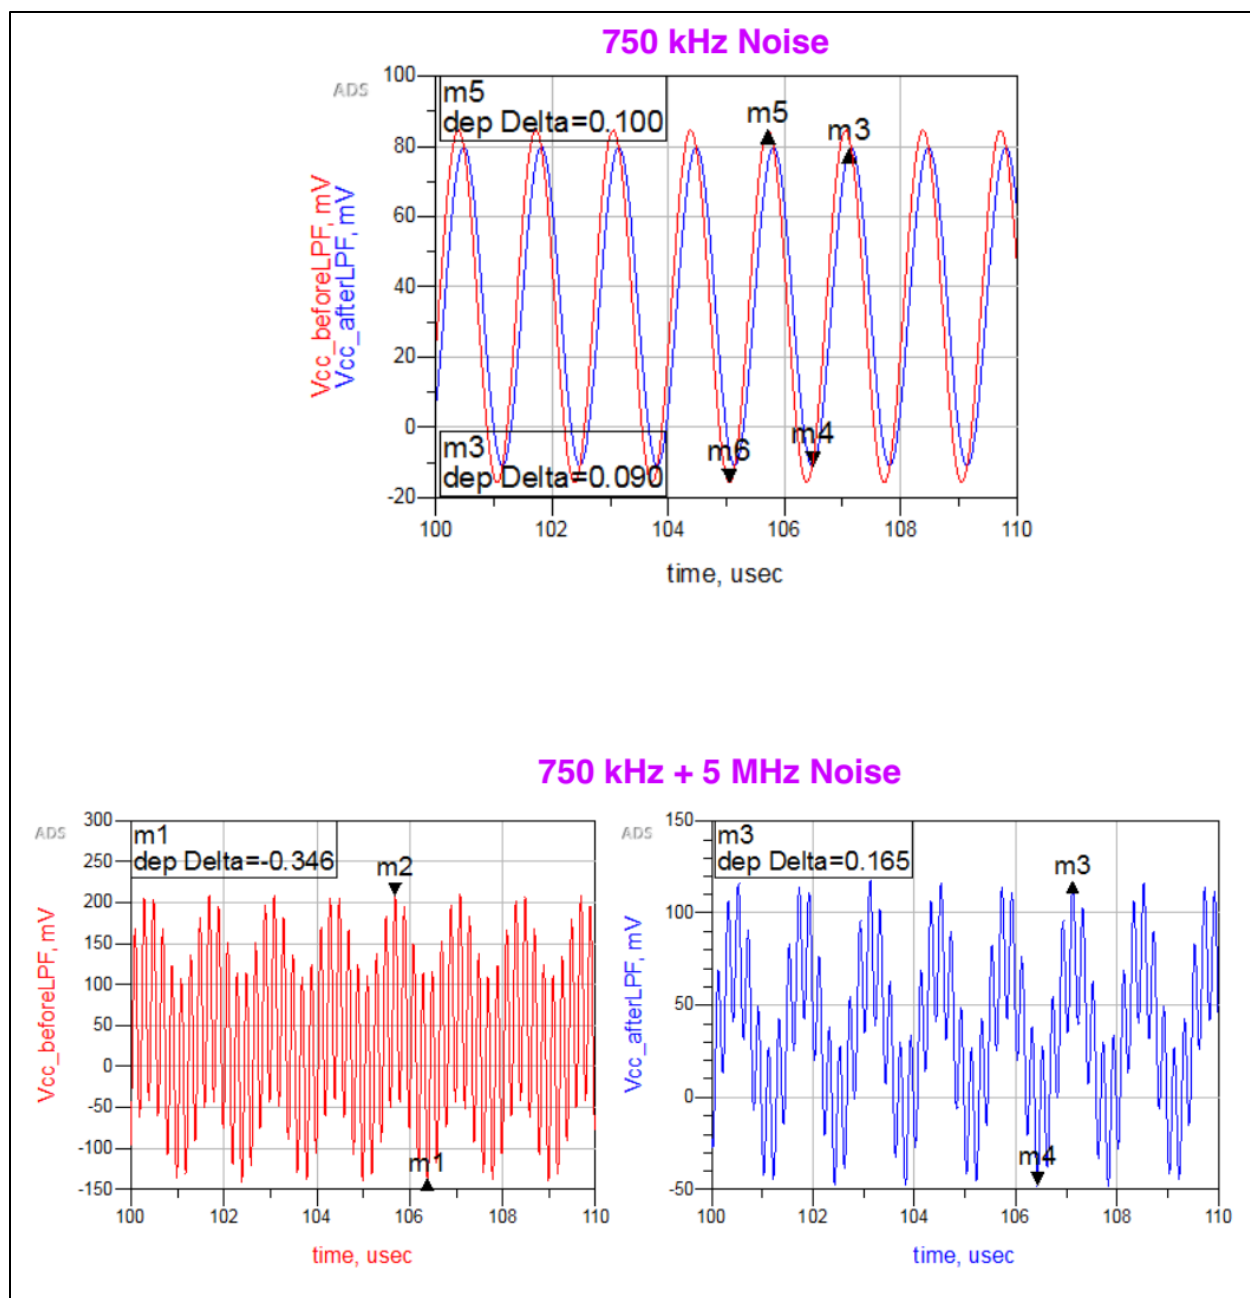 750 kHz Noise
ADS
m5
dep Delta=0.100
m3
dep Delta=0.090
m5
m3
m6
m4
100
80
60
40
20
0
-20
Vcc_beforeLPF, mV
Vcc_afterLPF, mV
100
102
104
106
108
110
time, usec
750 kHz + 5 MHz Noise
ADS
m1
dep Delta=-0.346
m2
m1
300
250
200
150
100
50
0
-50
-100
-150
Vcc_beforeLPF, mV
100
102
104
106
108
110
time, usec
ADS
m3
dep Delta=0.165
m3
m4
150
100
50
0
-50
Vcc_afterLPF, mV
100
102
104
106
108
110
time, usec